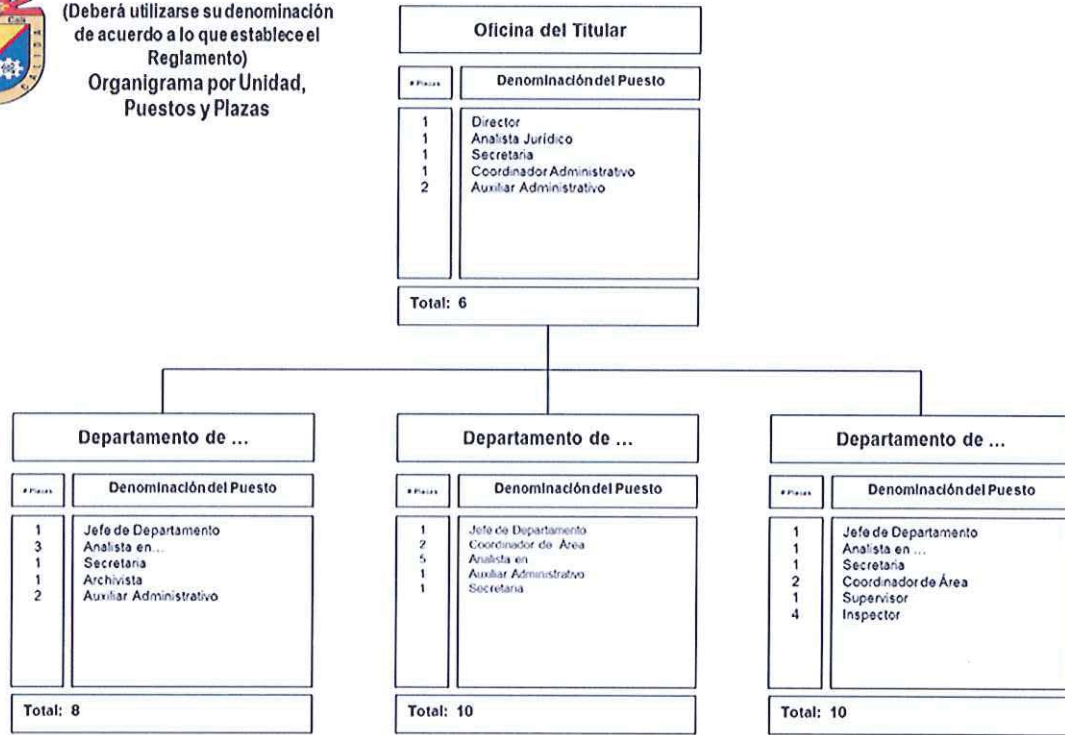 (Deberá utilizarse su denominación
de acuerdo a lo que establece el
Reglamento)
Organigrama por Unidad,
Puestos y Plazas
Oficina del Titular
# Plazas Denominación del Puesto
1 Director
1 Analista Jurídico
1 Secretaria
1 Coordinador Administrativo
2 Auxiliar Administrativo
Total: 6
Departamento de ...
# Plazas Denominación del Puesto
1 Jefe de Departamento
3 Analista en...
1 Secretaria
1 Archivista
2 Auxiliar Administrativo
Total: 8
Departamento de ...
# Plazas Denominación del Puesto
1 Jefe de Departamento
2 Coordinador de Área
5 Analista en
1 Auxiliar Administrativo
1 Secretaria
Total: 10
Departamento de ...
# Plazas Denominación del Puesto
1 Jefe de Departamento
1 Analista en ...
1 Secretaria
2 Coordinador de Área
1 Supervisor
4 Inspector
Total: 10